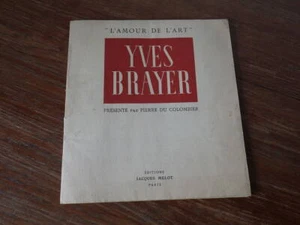 "L'AMOUR DE L'ART"
YVES
BRAYER
PRÉSENTÉ PAR PIERRE DU COLOMBIER
ÉDITIONS
JACQUES MELOT
PARIS